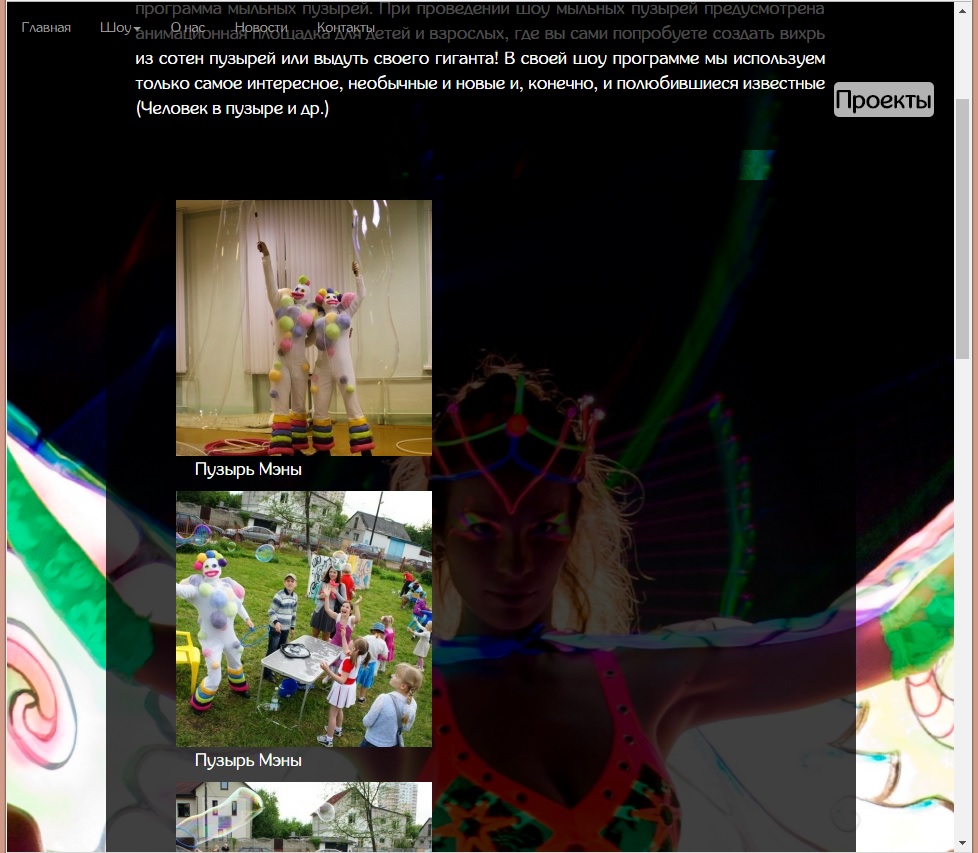 программа мыльных пузырей. При проведении шоу мыльных пузырей предусмотрена
Главная Шоу О нас Новости Контакты
анимационная площадка для детей и взрослых, где вы сами попробуете создать вихрь
из сотен пузырей или выдуть своего гиганта! В своей шоу программе мы используем
только самое интересное, необычные и новые и, конечно, и полюбившиеся известные
(Человек в пузыре и др.)
Проекты
Пузырь Мэны
Пузырь Мэны